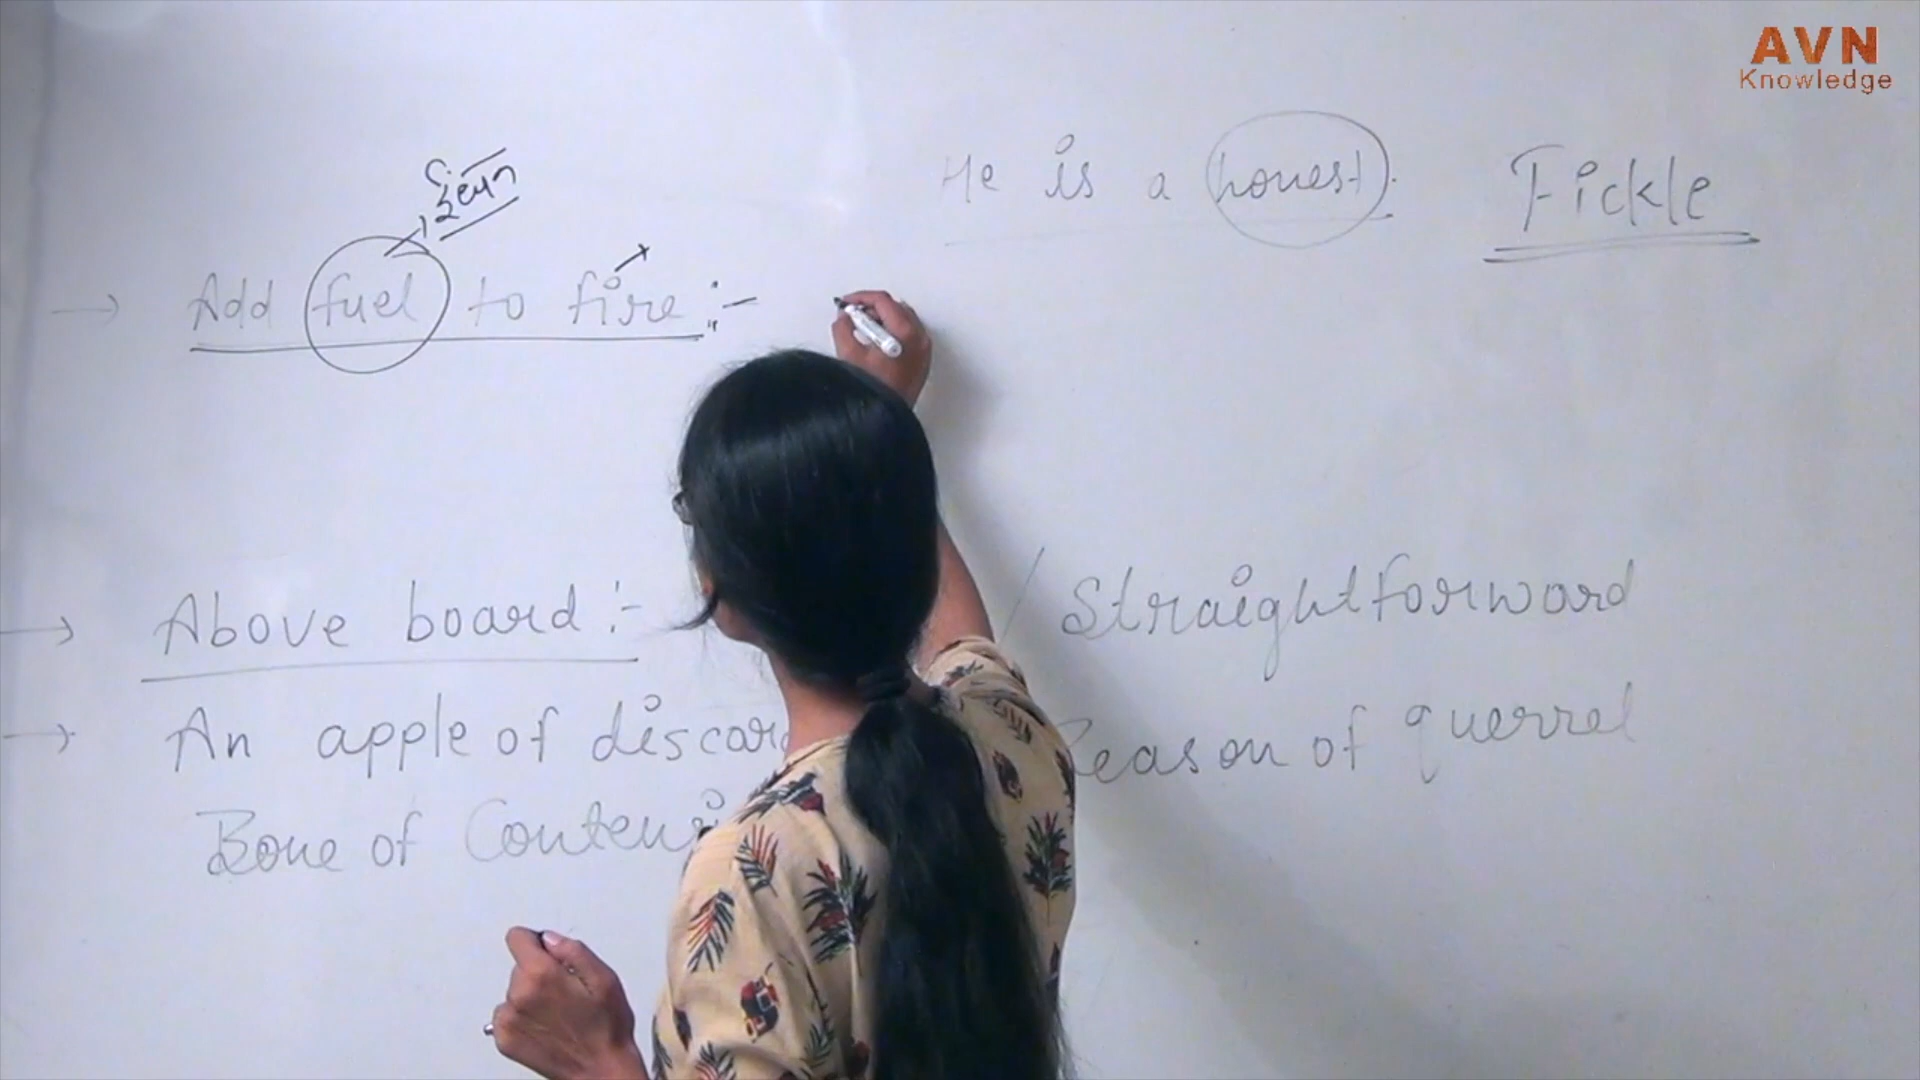 AVN
Knowledge
He is a honest.
Fickle
→ Add fuel to fire :-
→ Above board :- / Straightforward
→ An apple of discor Reason of querrel
Bone of Conten